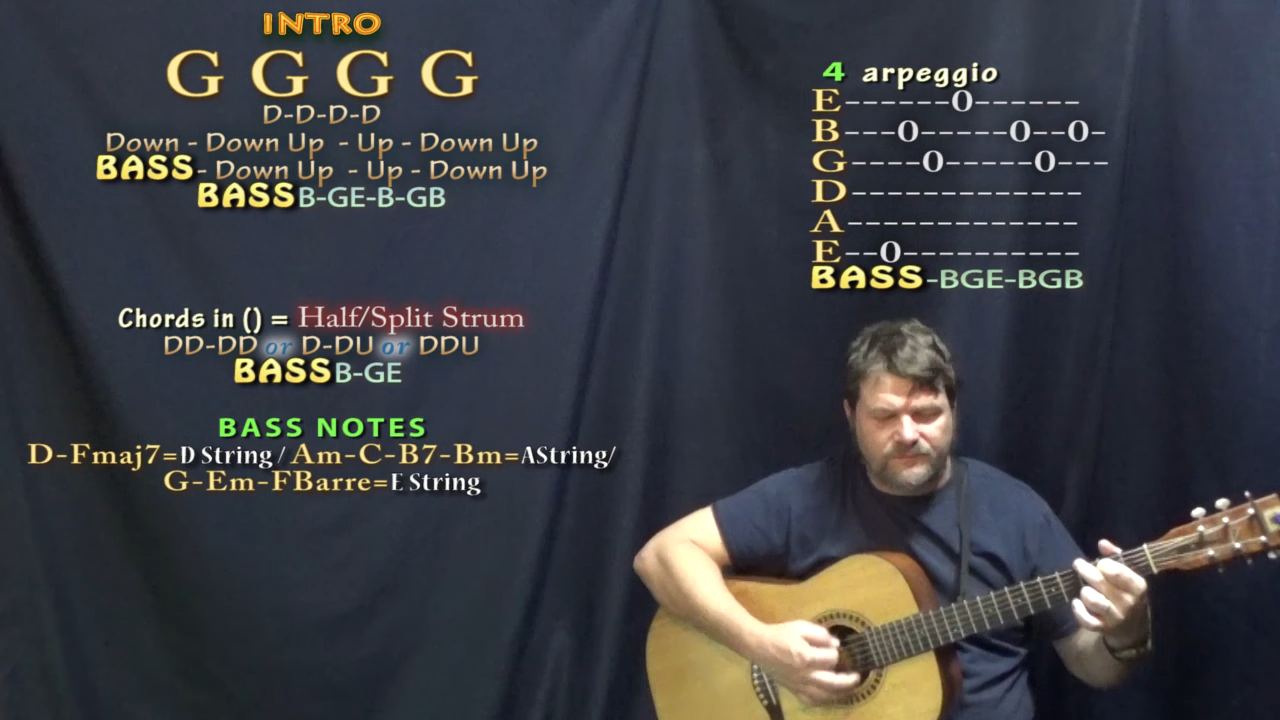 INTRO
G G G G
D-D-D-D
Down - Down Up - Up - Down Up
BASS - Down Up - Up - Down Up
BASS B-GE-B-GB
Chords in () = Half/Split Strum
DD-DD or D-DU or DDU
BASS B-GE
BASS NOTES
D-Fmaj7=D String / Am-C-B7-Bm=AString/
G-Em-FBarre=E String
4 arpeggio
E------0------
B---0-----0--0-
G----0-----0---
D-------------
A-------------
E--0----------
BASS-BGE-BGB